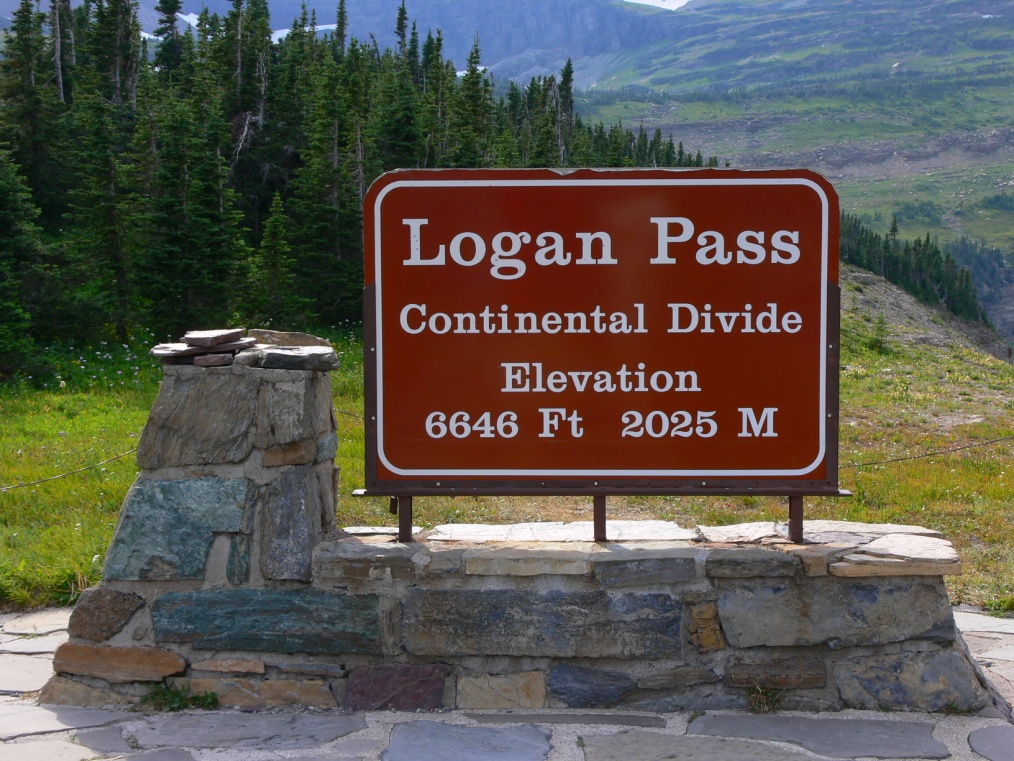 Logan Pass
Continental Divide
Elevation
6646 Ft 2025 M